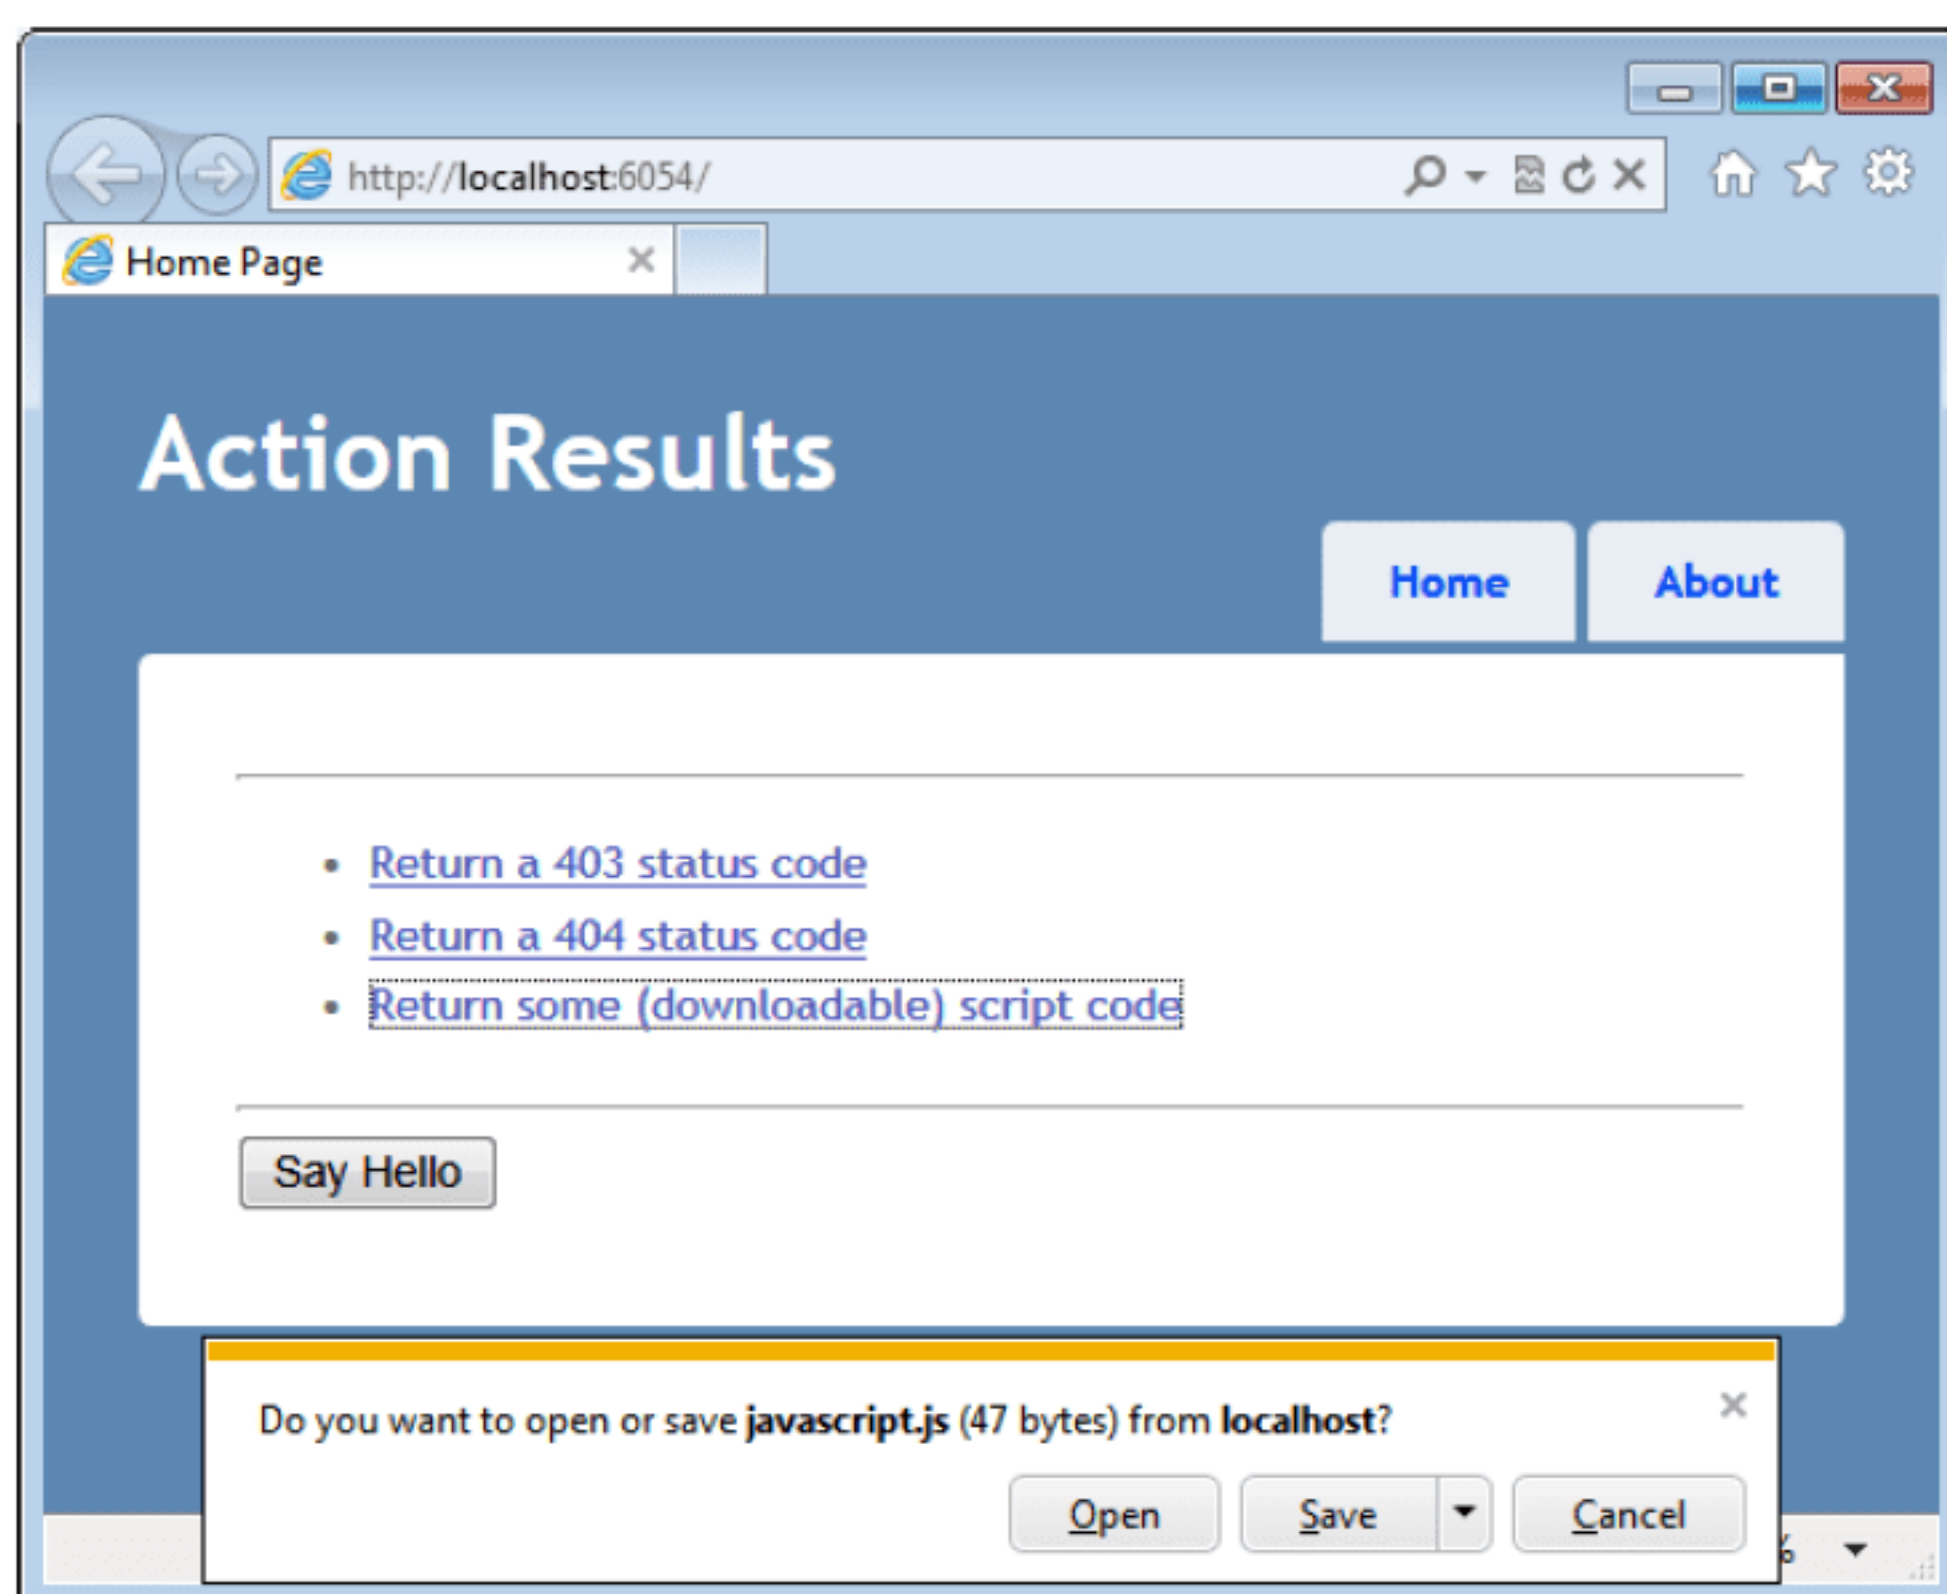 http://localhost:6054/
Home Page
Action Results
Home About
Return a 403 status code
Return a 404 status code
Return some (downloadable) script code
Say Hello
Do you want to open or save javascript.js (47 bytes) from localhost?
Open Save Cancel
%